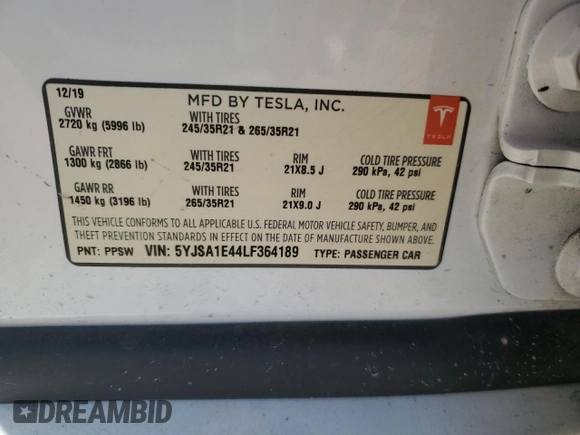 12/19
MFD BY TESLA, INC.
TESLA
GVWR
2720 kg (5996 lb)
WITH TIRES
245/35R21 & 265/35R21
GAWR FRT
1300 kg (2866 lb)
WITH TIRES
245/35R21
RIM
21X8.5 J
COLD TIRE PRESSURE
290 kPa, 42 psi
GAWR RR
1450 kg (3196 lb)
WITH TIRES
265/35R21
RIM
21X9.0 J
COLD TIRE PRESSURE
290 kPa, 42 psi
THIS VEHICLE CONFORMS TO ALL APPLICABLE U.S. FEDERAL MOTOR VEHICLE SAFETY, BUMPER, AND
THEFT PREVENTION STANDARDS IN EFFECT ON THE DATE OF MANUFACTURE SHOWN ABOVE.
PNT: PPSW VIN: 5YJSA1E44LF364189 TYPE: PASSENGER CAR
DREAMBID